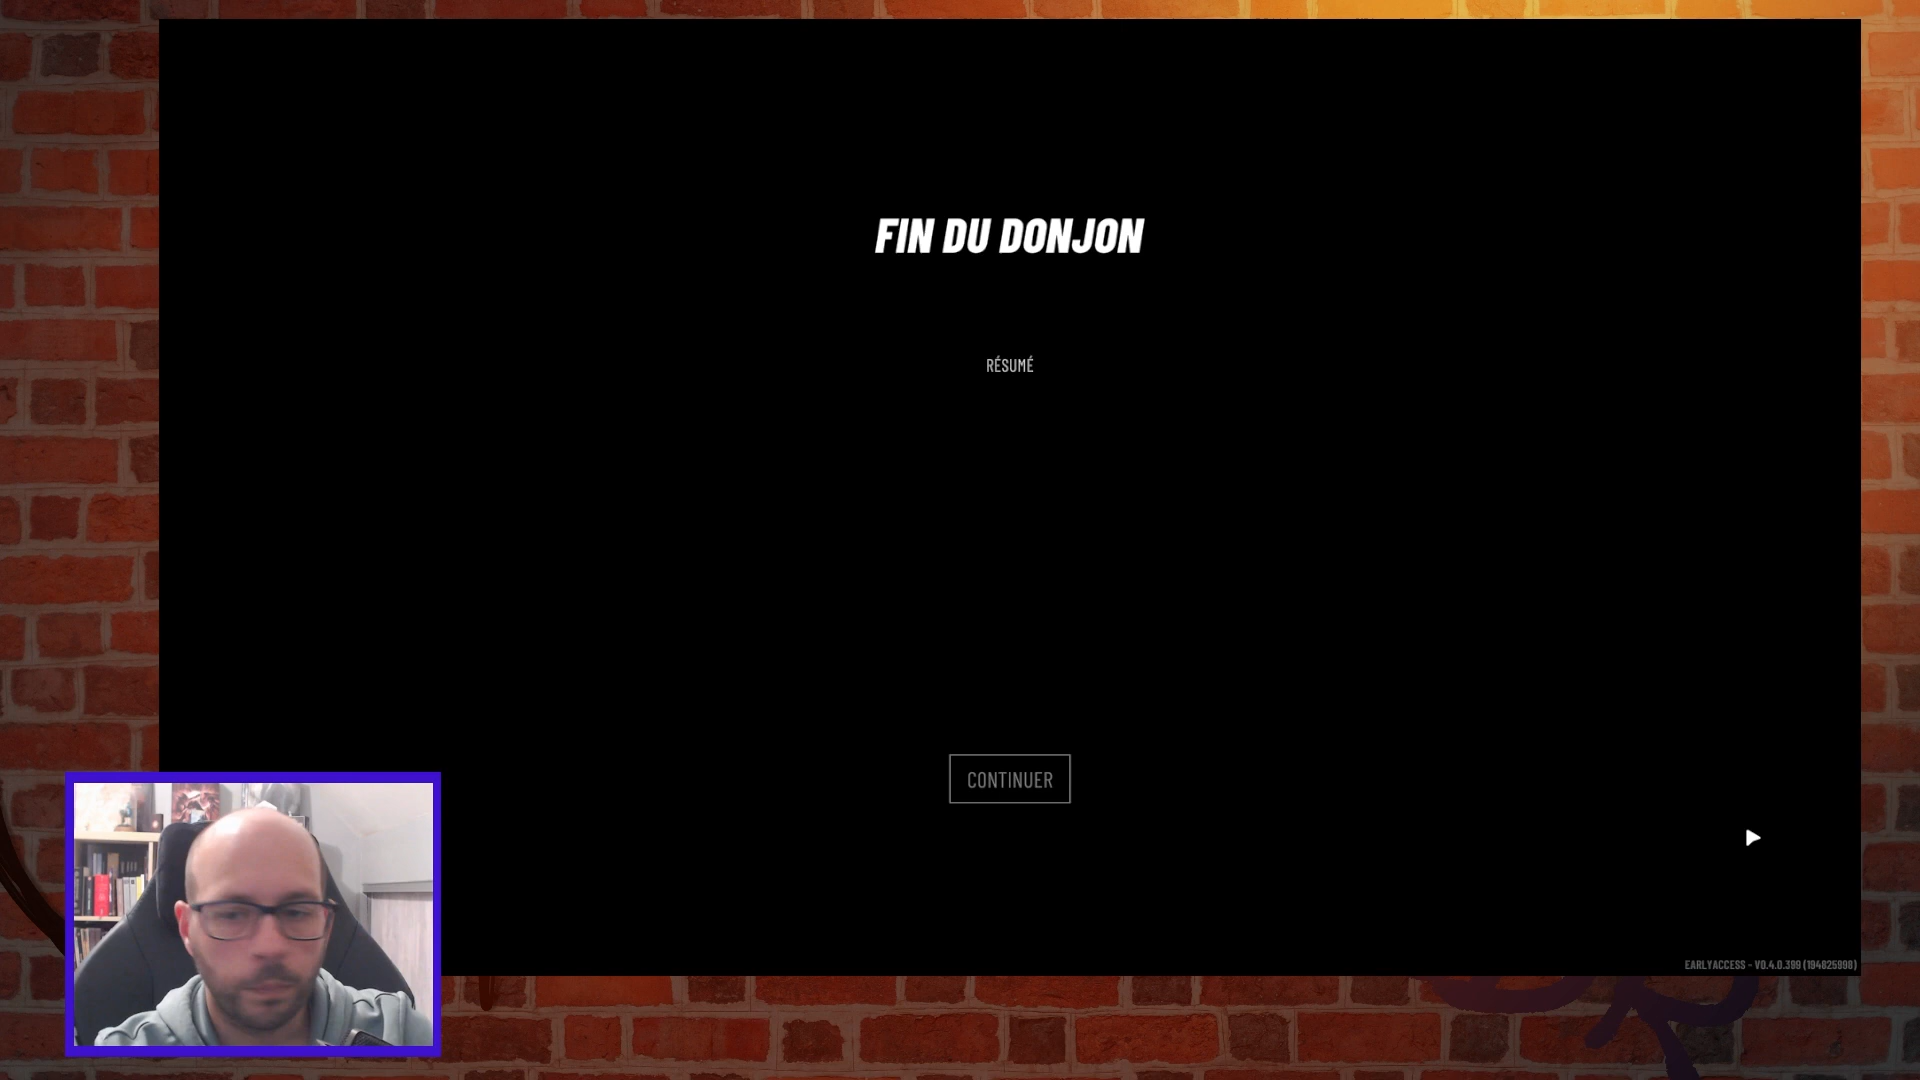 FIN DU DONJON
RÉSUMÉ
CONTINUER
EARLYACCESS - V0.4.0.399 (194825998)